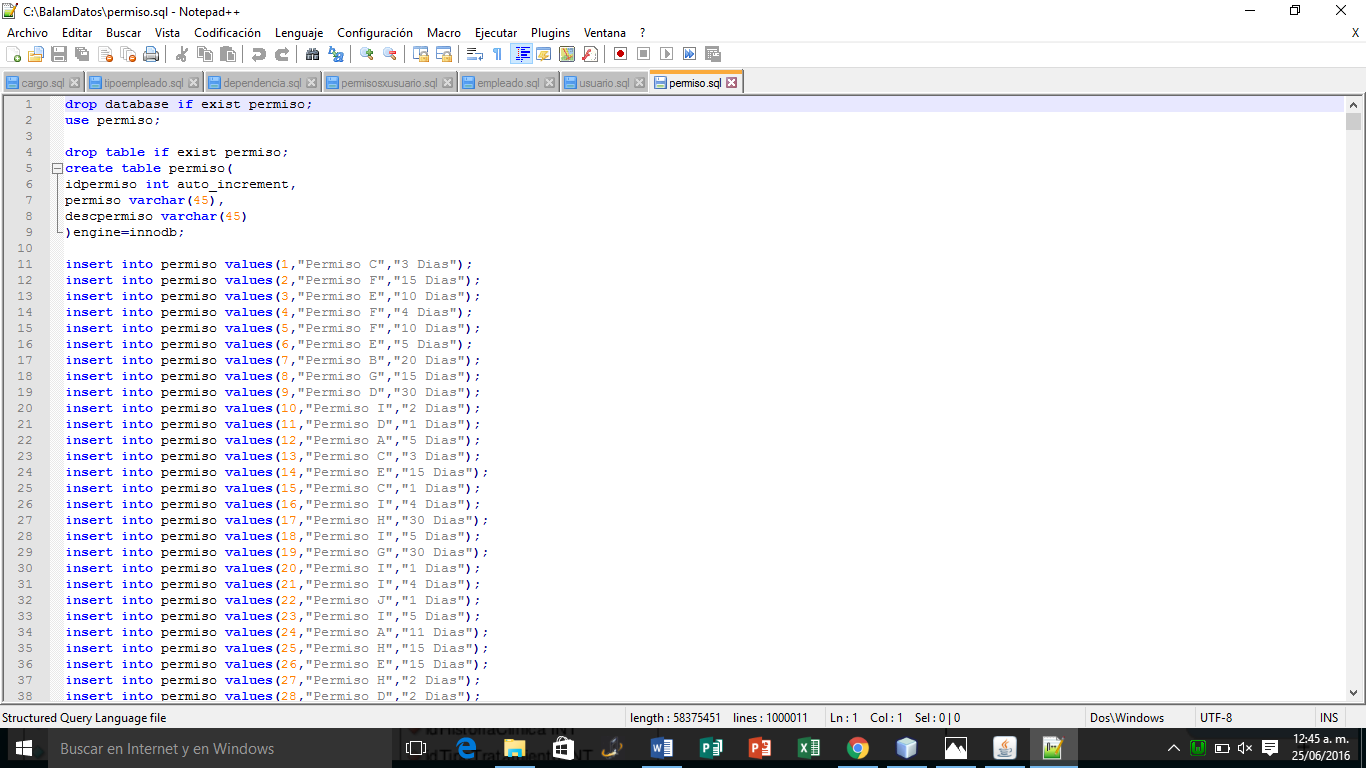 C:\BalamDatos\permiso.sql - Notepad++
Archivo Editar Buscar Vista Codificación Lenguaje Configuración Macro Ejecutar Plugins Ventana ? X
cargo.sql tipoempleado.sql dependencia.sql permisosxusuario.sql empleado.sql usuario.sql permiso.sql
1 drop database if exist permiso;
2 use permiso;
3
4 drop table if exist permiso;
5 create table permiso(
6 idpermiso int auto_increment,
7 permiso varchar(45),
8 descpermiso varchar(45)
9 )engine=innodb;
10
11 insert into permiso values(1,"Permiso C","3 Dias");
12 insert into permiso values(2,"Permiso F","15 Dias");
13 insert into permiso values(3,"Permiso E","10 Dias");
14 insert into permiso values(4,"Permiso F","4 Dias");
15 insert into permiso values(5,"Permiso F","10 Dias");
16 insert into permiso values(6,"Permiso E","5 Dias");
17 insert into permiso values(7,"Permiso B","20 Dias");
18 insert into permiso values(8,"Permiso G","15 Dias");
19 insert into permiso values(9,"Permiso D","30 Dias");
20 insert into permiso values(10,"Permiso I","2 Dias");
21 insert into permiso values(11,"Permiso D","1 Dias");
22 insert into permiso values(12,"Permiso A","5 Dias");
23 insert into permiso values(13,"Permiso C","3 Dias");
24 insert into permiso values(14,"Permiso E","15 Dias");
25 insert into permiso values(15,"Permiso C","1 Dias");
26 insert into permiso values(16,"Permiso I","4 Dias");
27 insert into permiso values(17,"Permiso H","30 Dias");
28 insert into permiso values(18,"Permiso I","5 Dias");
29 insert into permiso values(19,"Permiso G","30 Dias");
30 insert into permiso values(20,"Permiso I","1 Dias");
31 insert into permiso values(21,"Permiso I","4 Dias");
32 insert into permiso values(22,"Permiso J","1 Dias");
33 insert into permiso values(23,"Permiso I","5 Dias");
34 insert into permiso values(24,"Permiso A","11 Dias");
35 insert into permiso values(25,"Permiso H","15 Dias");
36 insert into permiso values(26,"Permiso E","15 Dias");
37 insert into permiso values(27,"Permiso H","2 Dias");
38 insert into permiso values(28,"Permiso D","2 Dias");
Structured Query Language file length : 58375451 lines : 1000011 Ln : 1 Col : 1 Sel : 0 | 0 Dos\Windows UTF-8 INS
Buscar en Internet y en Windows
12:45 a. m.
25/06/2016